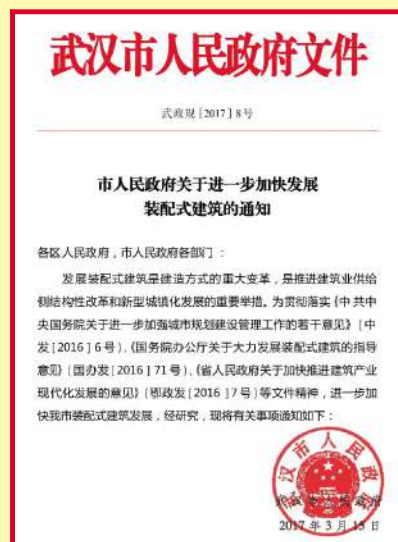 武汉市人民政府文件
武政规[2017]8号
市人民政府关于进一步加快发展
装配式建筑的通知
各区人民政府，市人民政府各部门：
发展装配式建筑是建造方式的重大变革，是推进建筑业供给
侧结构性改革和新型城镇化发展的重要举措。为贯彻落实《中共中
央国务院关于进一步加强城市规划建设管理工作的若干意见》（中
发[2016]6号）、《国务院办公厅关于大力发展装配式建筑的指导
意见》（国办发[2016]71号）、《省人民政府关于加快推进建筑产业
现代化发展的意见》（鄂政发[2016]7号）等文件精神，进一步加
快我市装配式建筑发展，经研究，现将有关事项通知如下：
武汉市人民政府
2017年3月15日